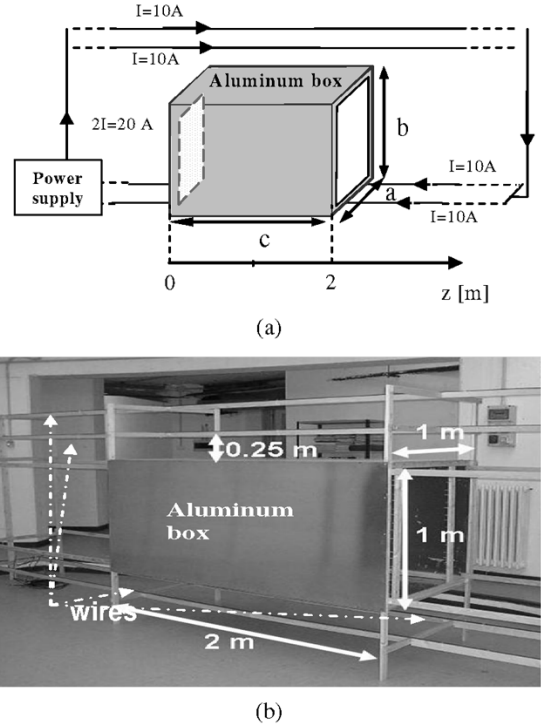 I=10A
I=10A
Aluminum box
2I=20 A
b
Power
supply
I=10A
a
I=10A
c
0
2
z [m]
(a)
0.25 m
1 m
Aluminum
box
1 m
wires
2 m
(b)